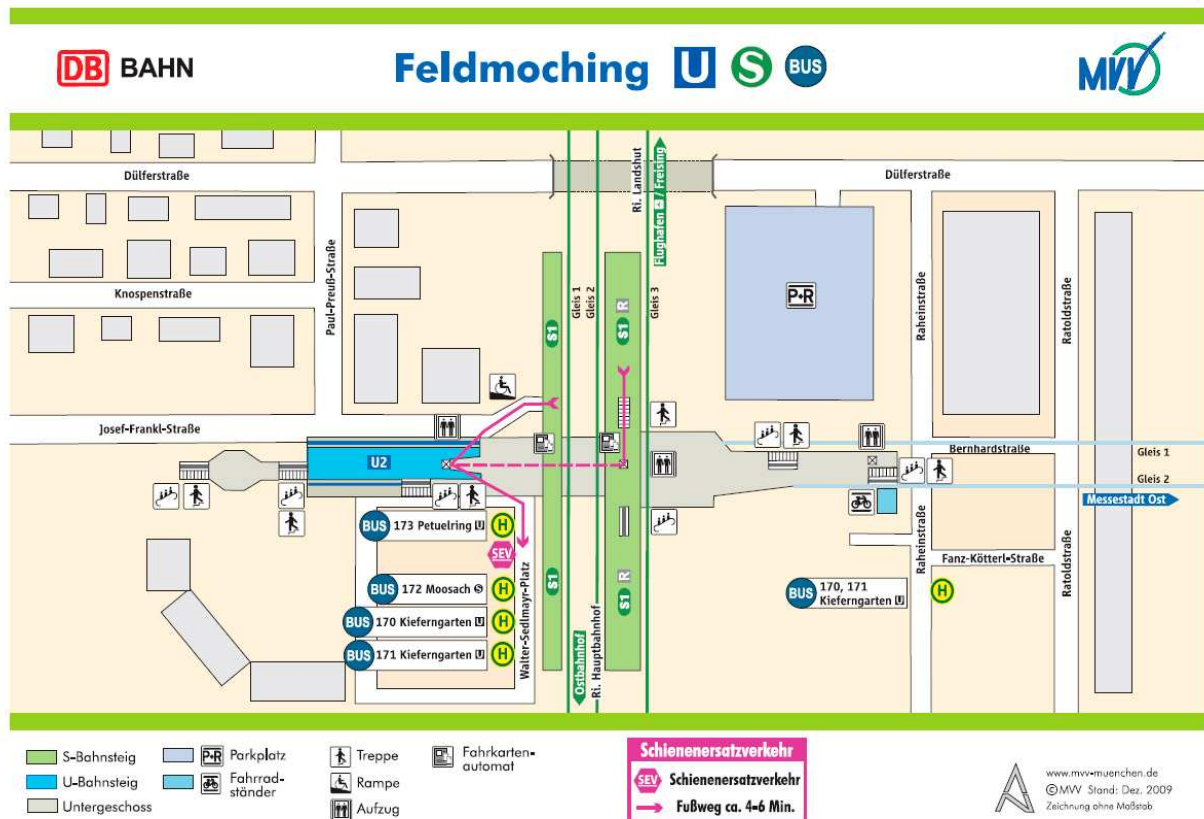 DB BAHN
Feldmoching U S BUS
MVV
Dülferstraße
Dülferstraße
Ri. Landshut
Flughafen / Freising
Knospenstraße
Paul-Preuß-Straße
Gleis 1
Gleis 2
Gleis 3
S1
S1 R
P+R
Raheinstraße
Ratoldstraße
Josef-Frankl-Straße
U2
Bernhardstraße
Gleis 1
Gleis 2
Messestadt Ost
BUS 173 Petuelring U H
SEV
BUS 172 Moosach S H
BUS 170 Kieferngarten U H
BUS 171 Kieferngarten U H
Walter-Sedlmayr-Platz
S1
S1 R
Ostbahnhof
Ri. Hauptbahnhof
BUS 170, 171
Kieferngarten U
H
Raheinstraße
Fanz-Kötterl-Straße
Ratoldstraße
S-Bahnsteig
U-Bahnsteig
Untergeschoss
P+R Parkplatz
Fahrrad-
ständer
Treppe
Rampe
Aufzug
Fahrkarten-
automat
Schienenersatzverkehr
SEV Schienenersatzverkehr
Fußweg ca. 4-6 Min.
www.mvv-muenchen.de
©MVV Stand: Dez. 2009
Zeichnung ohne Maßstab